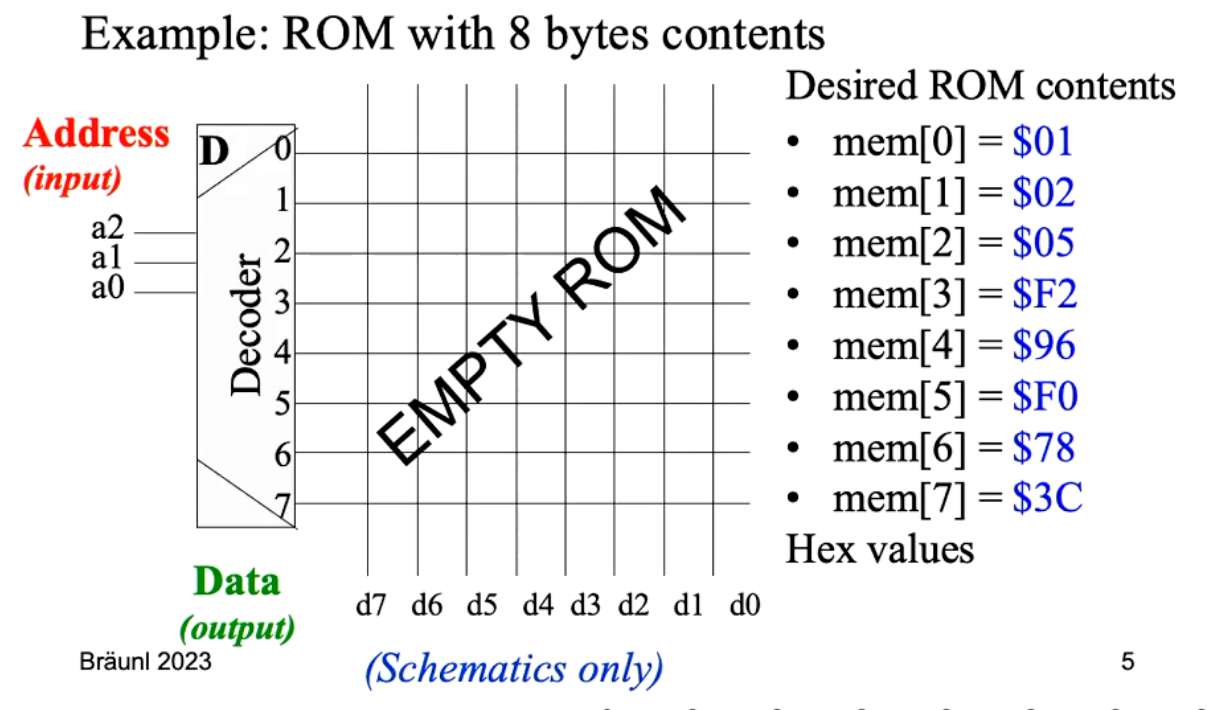 Example: ROM with 8 bytes contents
Desired ROM contents
Address
(input)
a2
a1
a0
D
Decoder
0
1
2
3
4
5
6
7
EMPTY ROM
• mem[0] = $01
• mem[1] = $02
• mem[2] = $05
• mem[3] = $F2
• mem[4] = $96
• mem[5] = $F0
• mem[6] = $78
• mem[7] = $3C
Hex values
Data
(output)
d7 d6 d5 d4 d3 d2 d1 d0
(Schematics only)
Bräunl 2023
5